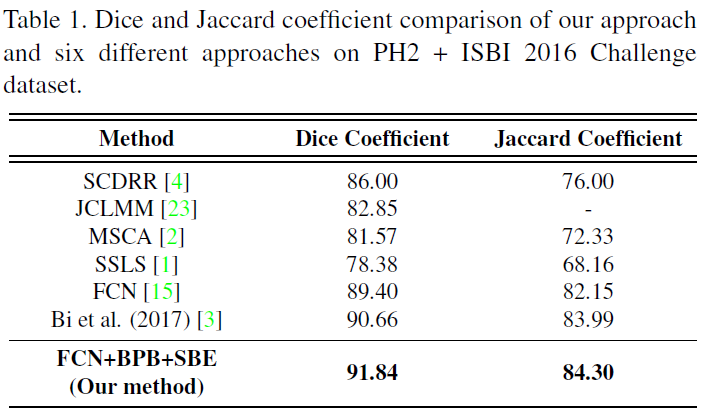 Table 1. Dice and Jaccard coefficient comparison of our approach
and six different approaches on PH2 + ISBI 2016 Challenge
dataset.
Method Dice Coefficient Jaccard Coefficient
SCDRR [4] 86.00 76.00
JCLMM [23] 82.85 -
MSCA [2] 81.57 72.33
SSLS [1] 78.38 68.16
FCN [15] 89.40 82.15
Bi et al. (2017) [3] 90.66 83.99
FCN+BPB+SBE
(Our method) 91.84 84.30